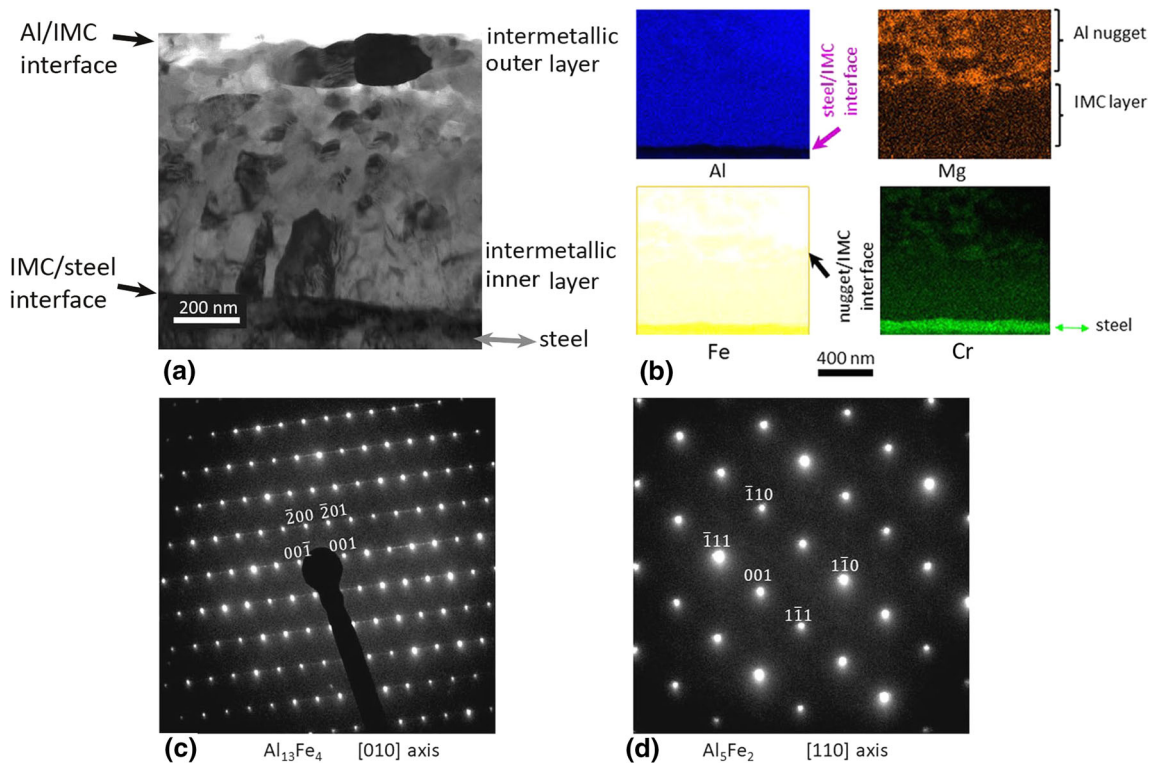 Al/IMC
interface
intermetallic
outer layer
IMC/steel
interface
intermetallic
inner layer
200 nm
steel
(a)
steel/IMC
interface
Al nugget
IMC layer
Al
Mg
nugget/IMC
interface
steel
Fe
Cr
(b)
400 nm
2̅00 2̅01
001̅ 001
(c)
Al₁₃Fe₄ [010] axis
1̅10
1̅11
001
11̅0
11̅1
(d)
Al₅Fe₂ [110] axis